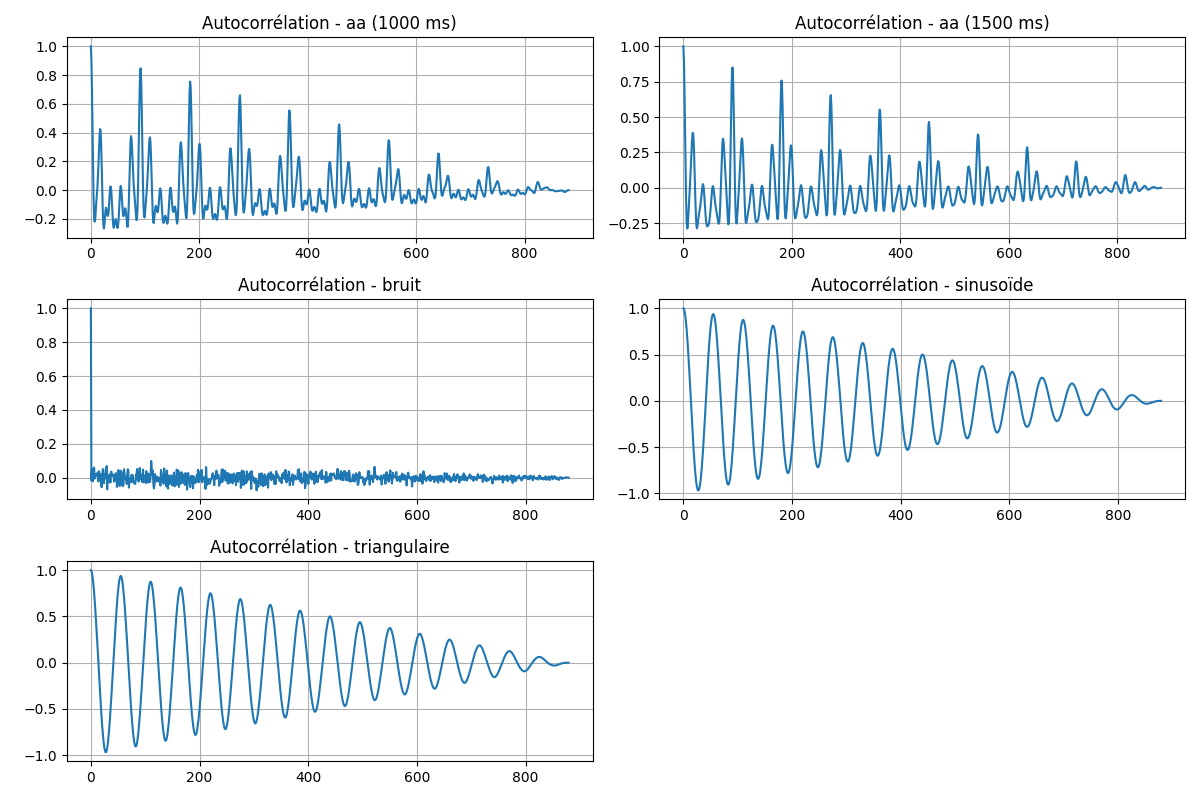 Autocorrélation - aa (1000 ms)
1.0
0.8
0.6
0.4
0.2
0.0
−0.2
0 200 400 600 800
Autocorrélation - aa (1500 ms)
1.00
0.75
0.50
0.25
0.00
−0.25
0 200 400 600 800
Autocorrélation - bruit
1.0
0.8
0.6
0.4
0.2
0.0
0 200 400 600 800
Autocorrélation - sinusoïde
1.0
0.5
0.0
−0.5
−1.0
0 200 400 600 800
Autocorrélation - triangulaire
1.0
0.5
0.0
−0.5
−1.0
0 200 400 600 800